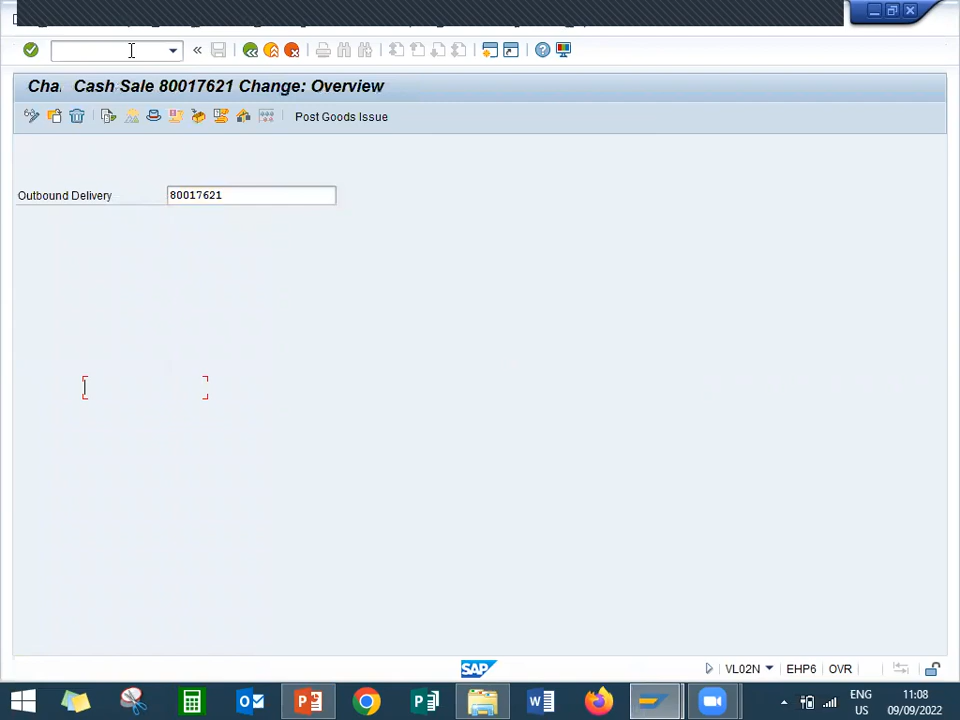 Cha. Cash Sale 80017621 Change: Overview
Post Goods Issue
Outbound Delivery 80017621
SAP
VL02N EHP6 OVR
ENG 11:08
US 09/09/2022